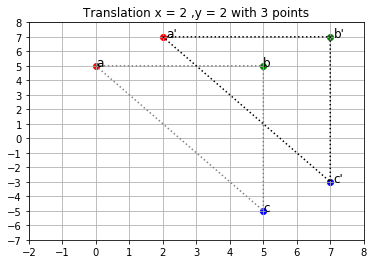 Translation x = 2 ,y = 2 with 3 points
8
7
6
5
4
3
2
1
0
−1
−2
−3
−4
−5
−6
−7
a' b'
a b
c'
c
−2 −1 0 1 2 3 4 5 6 7 8